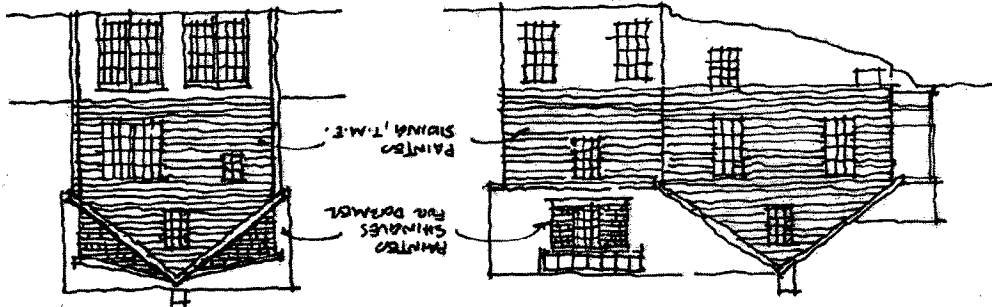 PAINTED
SHINGLES
FOR DORMER
PAINTED
SIDING, T.M.E.